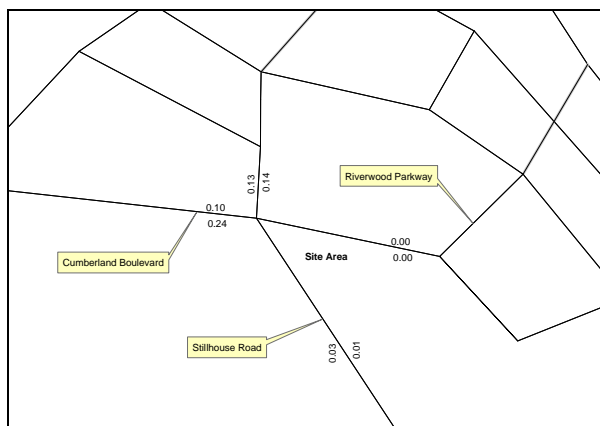 0.13
0.14
Riverwood Parkway
0.10
0.24
Cumberland Boulevard
0.00
0.00
Site Area
Stillhouse Road
0.03
0.01